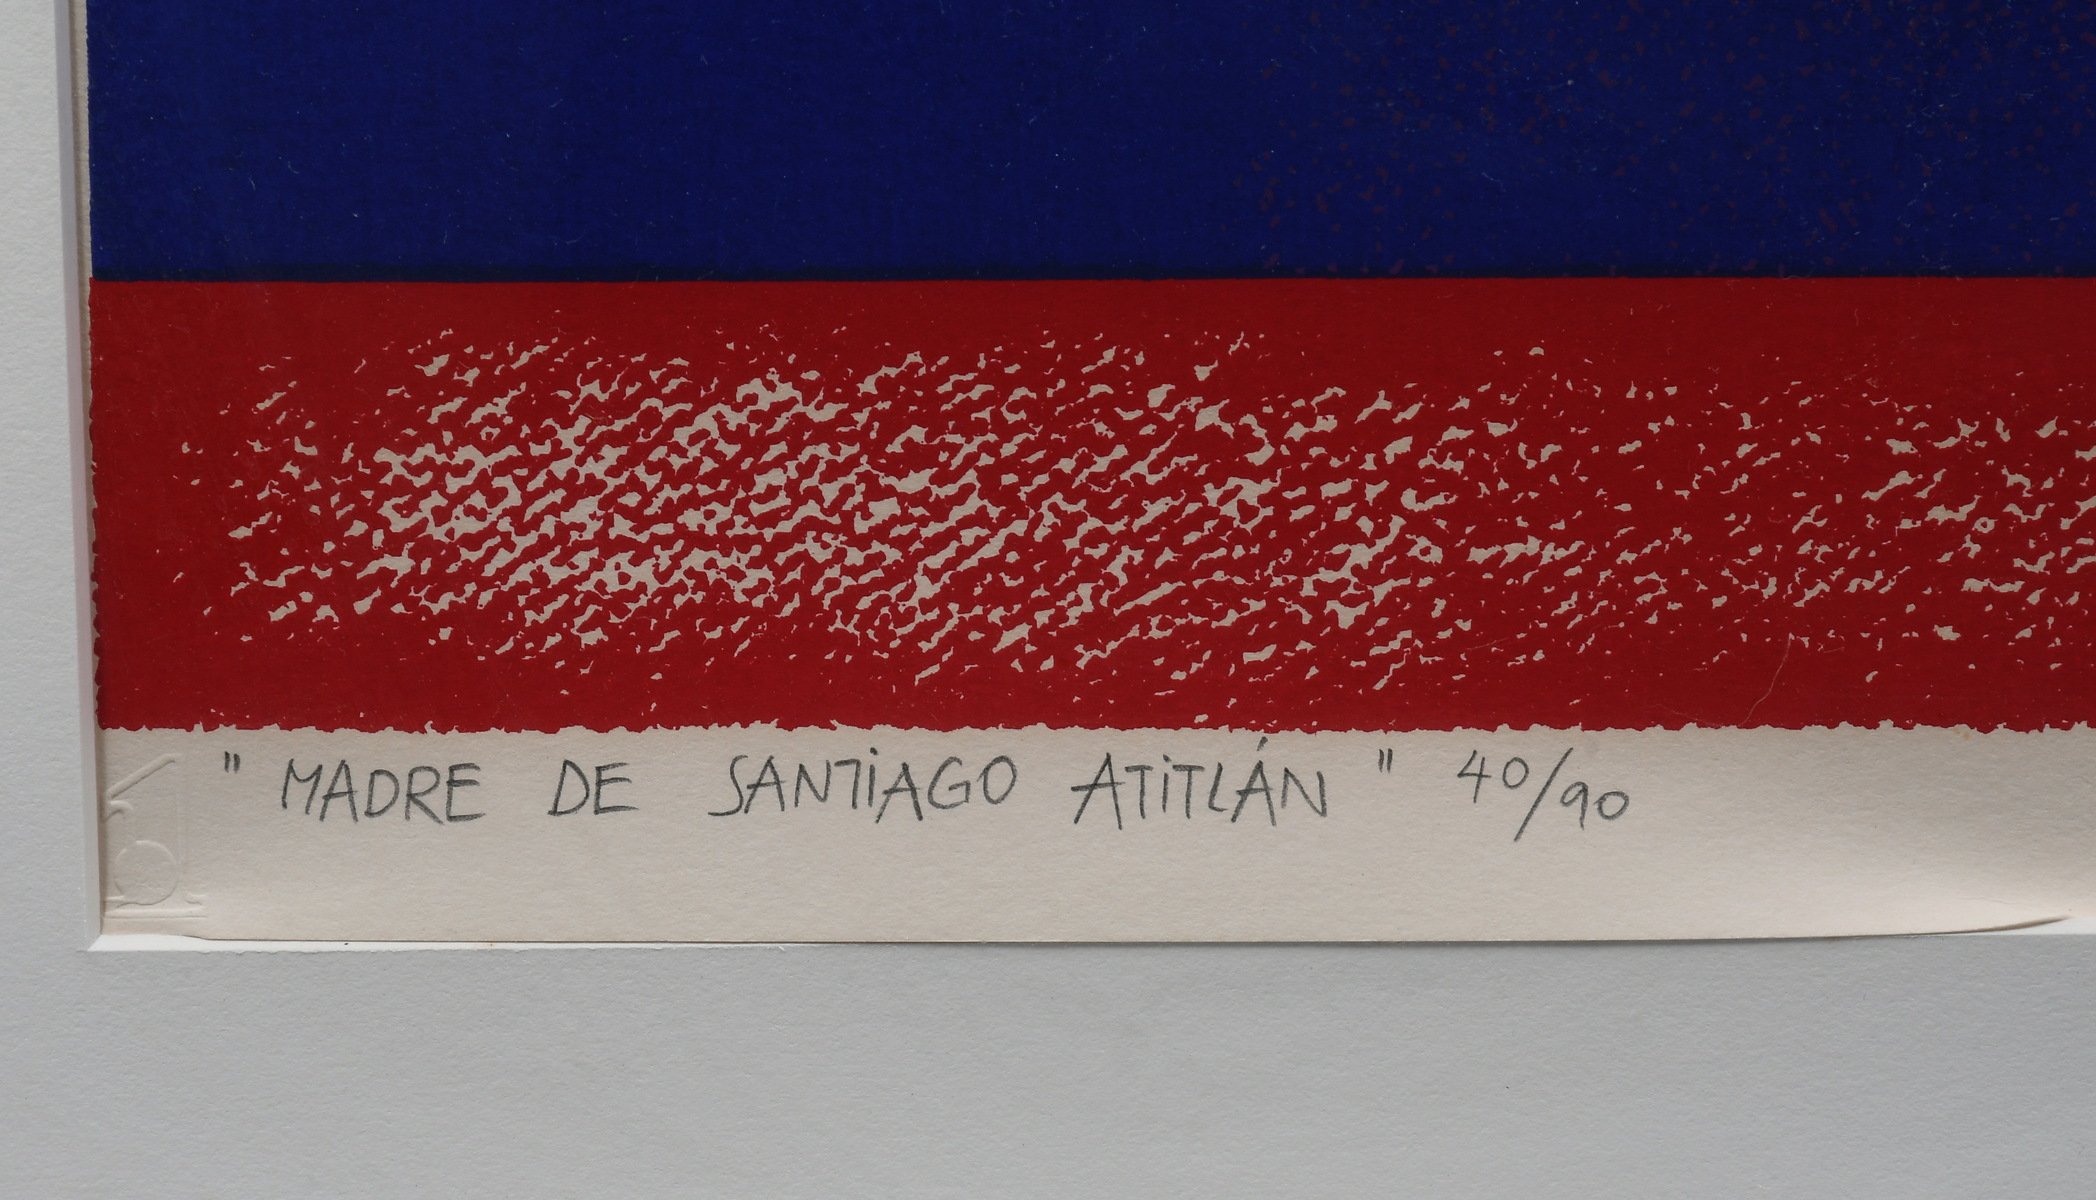 " MADRE DE SANTIAGO ATITLÁN " 40/90